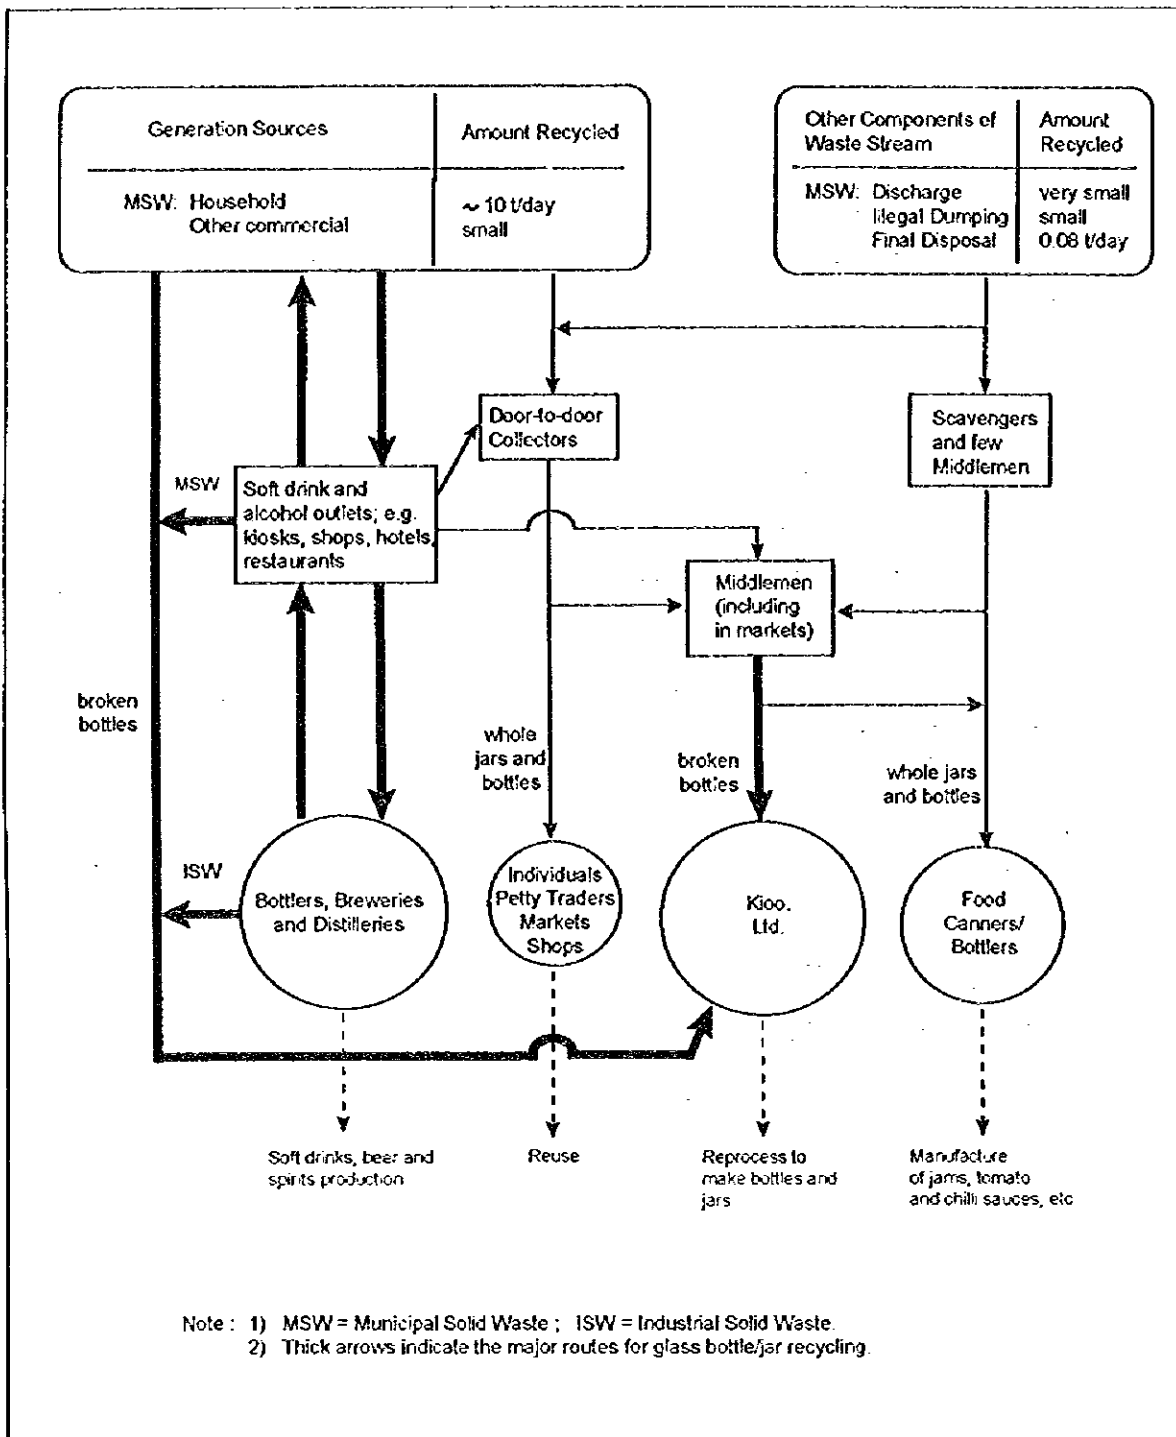 Generation Sources
Amount Recycled
MSW: Household
Other commercial
~ 10 t/day
small
Other Components of
Waste Stream
Amount
Recycled
MSW: Discharge
Illegal Dumping
Final Disposal
very small
small
0.08 t/day
Door-to-door
Collectors
Scavengers
and few
Middlemen
MSW
Soft drink and
alcohol outlets; e.g.
kiosks, shops, hotels,
restaurants
Middlemen
(including
in markets)
broken
bottles
whole
jars and
bottles
broken
bottles
whole jars
and bottles
ISW
Bottlers, Breweries
and Distilleries
Individuals
Petty Traders
Markets
Shops
Kioo.
Ltd.
Food
Canners/
Bottlers
Soft drinks, beer and
spirits production
Reuse
Reprocess to
make bottles and
jars
Manufacture
of jams, tomato
and chilli sauces, etc
Note : 1) MSW = Municipal Solid Waste ; ISW = Industrial Solid Waste.
2) Thick arrows indicate the major routes for glass bottle/jar recycling.